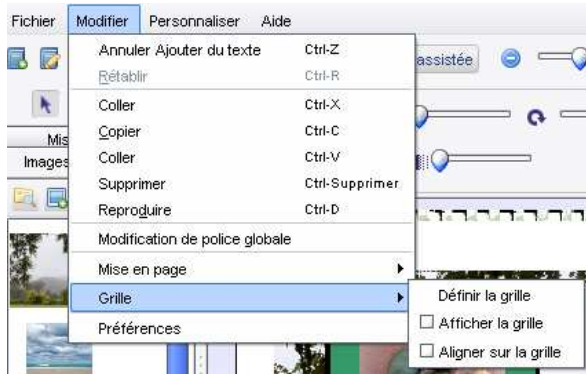 Fichier Modifier Personnaliser Aide
Annuler Ajouter du texte Ctrl-Z
assistée
Rétablir Ctrl-R
Coller Ctrl-X
Copier Ctrl-C
Mis
Coller Ctrl-V
Images
Supprimer Ctrl-Supprimer
Reproduire Ctrl-D
Modification de police globale
Mise en page
Grille
Définir la grille
Afficher la grille
Préférences
Aligner sur la grille